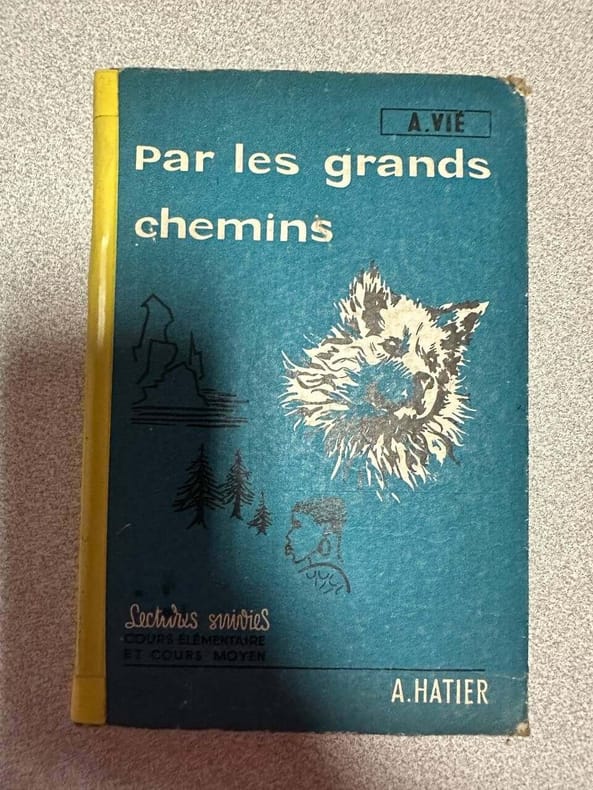 A.VIÉ
Par les grands
chemins
Lectures suivies
COURS ÉLÉMENTAIRE
ET COURS MOYEN
A.HATIER